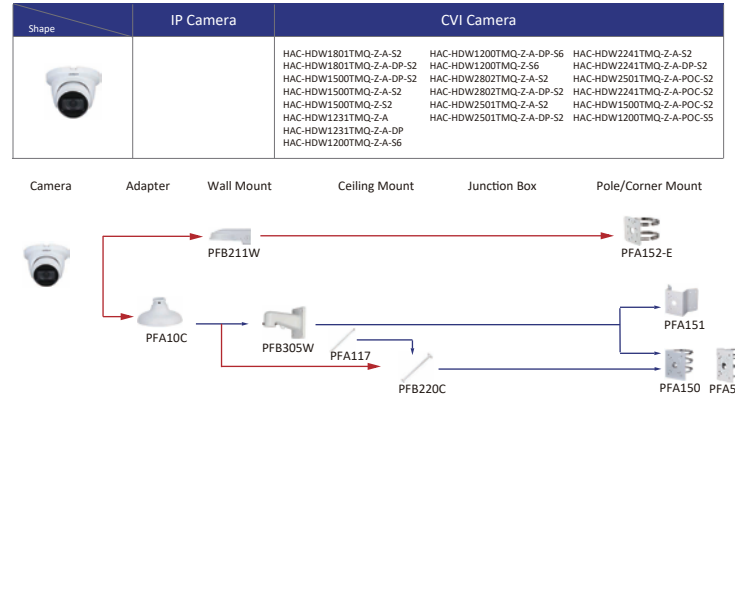 Shape
IP Camera
CVI Camera
HAC-HDW1801TMQ-Z-A-S2 HAC-HDW1200TMQ-Z-A-DP-S6 HAC-HDW2241TMQ-Z-A-S2
HAC-HDW1801TMQ-Z-A-DP-S2 HAC-HDW1200TMQ-Z-S6 HAC-HDW2241TMQ-Z-A-DP-S2
HAC-HDW1500TMQ-Z-A-DP-S2 HAC-HDW2802TMQ-Z-A-S2 HAC-HDW2501TMQ-Z-A-POC-S2
HAC-HDW1500TMQ-Z-A-S2 HAC-HDW2802TMQ-Z-A-DP-S2 HAC-HDW2241TMQ-Z-A-POC-S2
HAC-HDW1500TMQ-Z-S2 HAC-HDW2501TMQ-Z-A-S2 HAC-HDW1500TMQ-Z-A-POC-S2
HAC-HDW1231TMQ-Z-A HAC-HDW2501TMQ-Z-A-DP-S2 HAC-HDW1200TMQ-Z-A-POC-S5
HAC-HDW1231TMQ-Z-A-DP
HAC-HDW1200TMQ-Z-A-S6
Camera Adapter Wall Mount Ceiling Mount Junction Box Pole/Corner Mount
PFB211W PFA152-E
PFA10C PFB305W PFA117 PFA151
PFB220C PFA150 PFA5